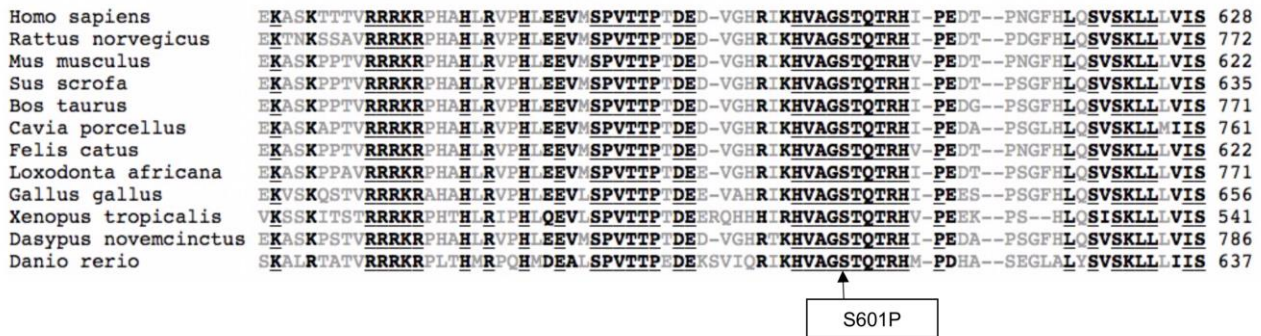 Homo sapiens EKASKTTTVRRRKRPHAHLRVPHLEEVMSPVTTPTDED-VGHRIKHVAGSTQTRHI-PEDT--PNGFHLQSVSKLLLVIS 628
Rattus norvegicus EKTNKSSAVRRRKRPHAHLRVPHLEEVMSPVTTPTDED-VGHRIKHVAGSTQTRHI-PEDT--PDGFHLQSVSKLLLVIS 772
Mus musculus EKASKPPTVRRRKRPHAHLRVPHLEEVMSPVTTPTDED-VGHRIKHVAGSTQTRHV-PEDT--PNGFHLQSVSKLLLVIS 622
Sus scrofa EKASKPPTVRRRKRPHAHLRVPHLEEVMSPVTTPTDED-VGHRIKHVAGSTQTRHI-PEDT--PSGFHLQSVSKLLLVIS 635
Bos taurus EKASKPPTVRRRKRPHAHLRVPHLEEVMSPVTTPTDED-VGHRIKHVAGSTQTRHI-PEDG--PSGFHLQSVSKLLLVIS 771
Cavia porcellus EKASKAPTVRRRKRPHAHLRVPHLEEVMSPVTTPTDED-VGHRIKHVAGSTQTRHI-PEDA--PSGLHLQSVSKLLMIIS 761
Felis catus EKASKPPTVRRRKRPHAHLRVPHLEEVMSPVTTPTDED-VGHRIKHVAGSTQTRHV-PEDA--PNGFHLQSVSKLLLVIS 622
Loxodonta africana EKASKPPAVRRRKRPHAHLRVPHLEEVMSPVTTPTDEE-VGHRIKHVAGSTQTRHI-PEDT--PNGFHLQSVSKLLLVIS 771
Gallus gallus EKVSKQSTVRRRKRAHAHLRVPHLEEVLSPVTTPTDEE-VAHRIKHVAGSTQTRHI-PEES-PSGFHLQSVSKLLLVIS 656
Xenopus tropicalis VKSSKITSTRRRKRPHTHLRIPHLQEVLSPVTTPTDEERQHHHIRHVAGSTQTRHV-PEEK--PS--HLQSISKLLLVIS 541
Dasypus novemcinctus EKASKPSTVRRRKRPHAHLRVPHLEEVMSPVTTPTDED-VGHRTKHVAGSTQTRHI-PEDA-PSGFHLQSVSKLLLVIS 786
Danio rerio SKALRTATVRRRKRPLTHMRPQHMDEALSPVTTPEDEKSVIQRIKHVAGSTQTRHM-PDHA--SEGLALYSVSKLLLIIS 637
S601P